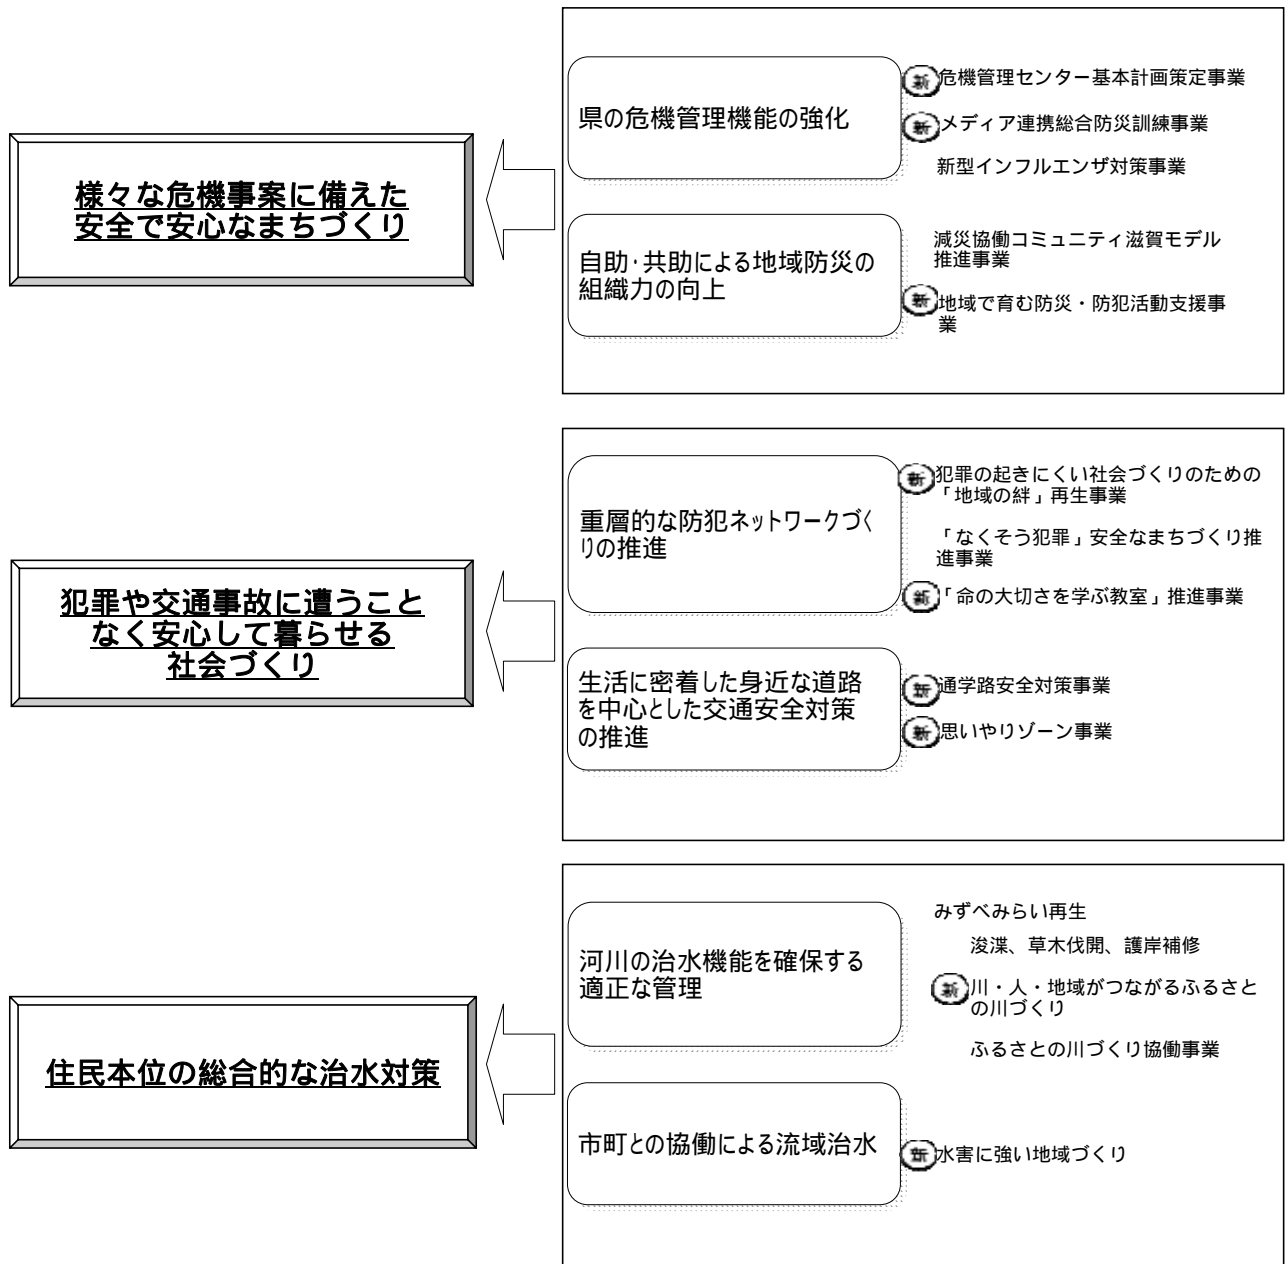 様々な危機事案に備えた
安全で安心なまちづくり
県の危機管理機能の強化
新 危機管理センター基本計画策定事業
新 メディア連携総合防災訓練事業
新型インフルエンザ対策事業
自助・共助による地域防災の
組織力の向上
減災協働コミュニティ滋賀モデル
推進事業
新 地域で育む防災・防犯活動支援事
業
犯罪や交通事故に遭うこと
なく安心して暮らせる
社会づくり
重層的な防犯ネットワークづく
りの推進
新 犯罪の起きにくい社会づくりのための
「地域の絆」再生事業
「なくそう犯罪」安全なまちづくり推
進事業
新 「命の大切さを学ぶ教室」推進事業
生活に密着した身近な道路
を中心とした交通安全対策
の推進
新 通学路安全対策事業
新 思いやりゾーン事業
住民本位の総合的な治水対策
河川の治水機能を確保する
適正な管理
みずべみらい再生
浚渫、草木伐開、護岸補修
新 川・人・地域がつながるふるさと
の川づくり
ふるさとの川づくり協働事業
市町との協働による流域治水
新 水害に強い地域づくり